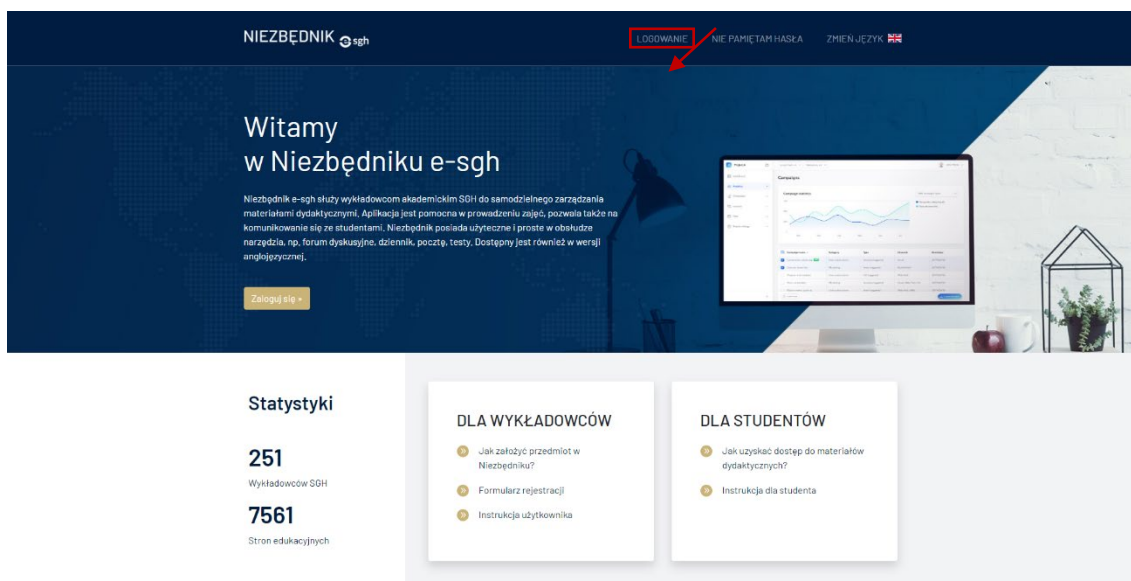 NIEZBĘDNIK e sgh
LOGOWANIE
NIE PAMIĘTAM HASŁA
ZMIEŃ JĘZYK
Witamy
w Niezbędniku e-sgh
Niezbędnik e-sgh służy wykładowcom akademickim SGH do samodzielnego zarządzania
materiałami dydaktycznymi, Aplikacja jest pomocna w prowadzeniu zajęć, pozwala także na
komunikowanie się ze studentami, Niezbędnik posiada użyteczne i proste w obsłudze
narzędzia, np, forum dyskusyjne, dziennik, pocztę, testy, Dostępny jest również w wersji
anglojęzycznej,
Zaloguj się +
Campaigns
Statystyki
251
Wykładowców SGH
7561
Stron edukacyjnych
DLA WYKŁADOWCÓW
Jak założyć przedmiot w
Niezbędniku?
Formularz rejestracji
Instrukcja użytkownika
DLA STUDENTÓW
Jak uzyskać dostęp do materiałów
dydaktycznych?
Instrukcja dla studenta